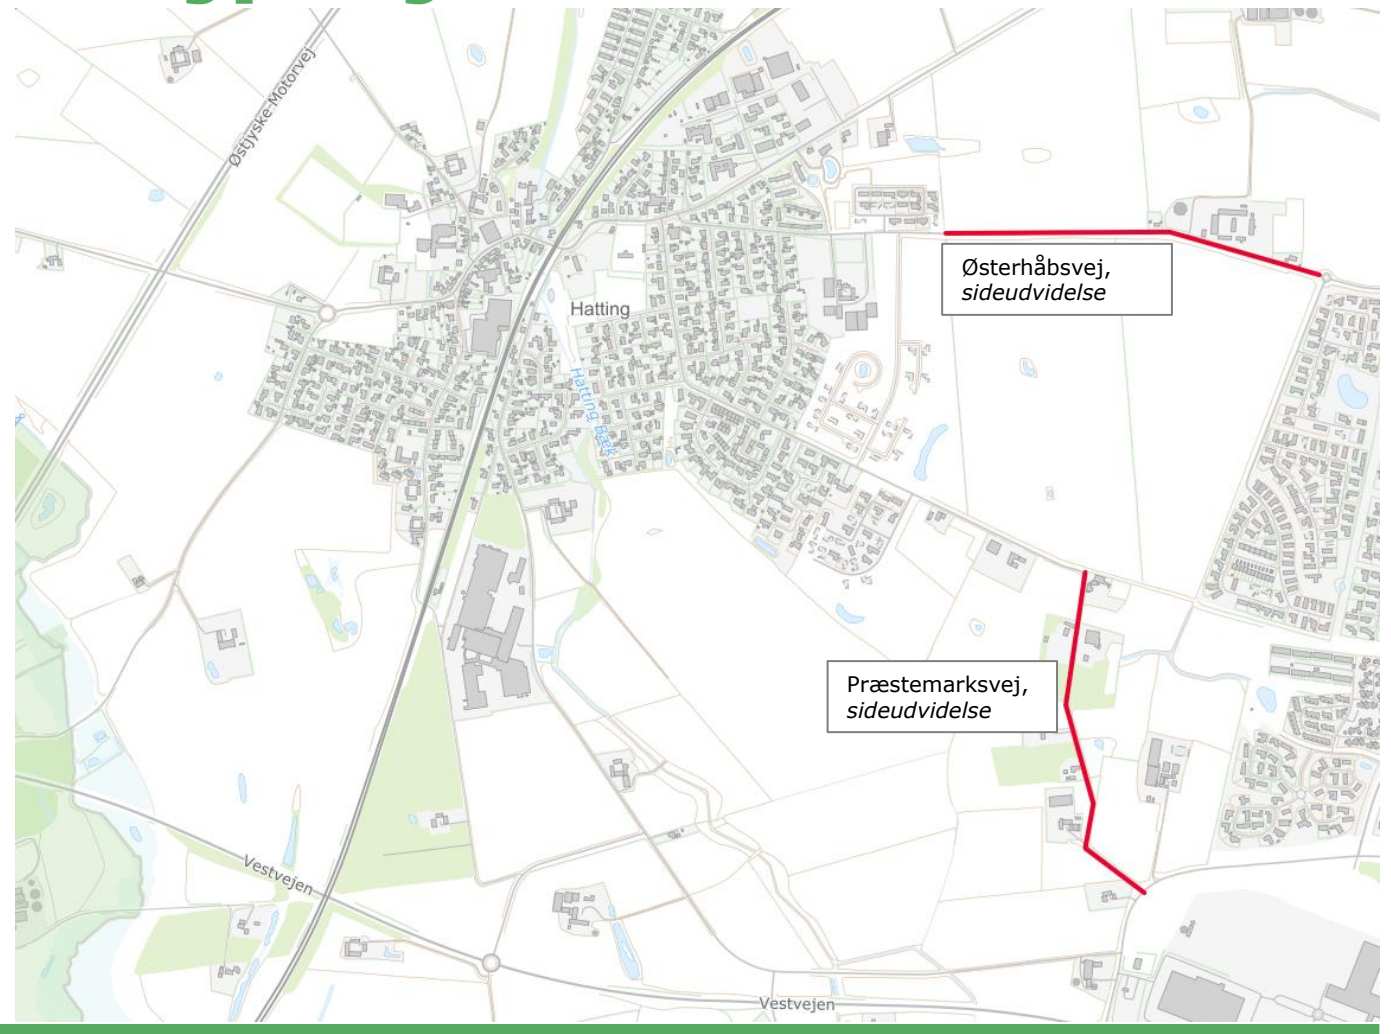 Østjyske Motorvej
Østerhåbsvej,
sideudvidelse
Hatting
Hatting Bæk
Præstemarksvej,
sideudvidelse
Vestvejen
Vestvejen